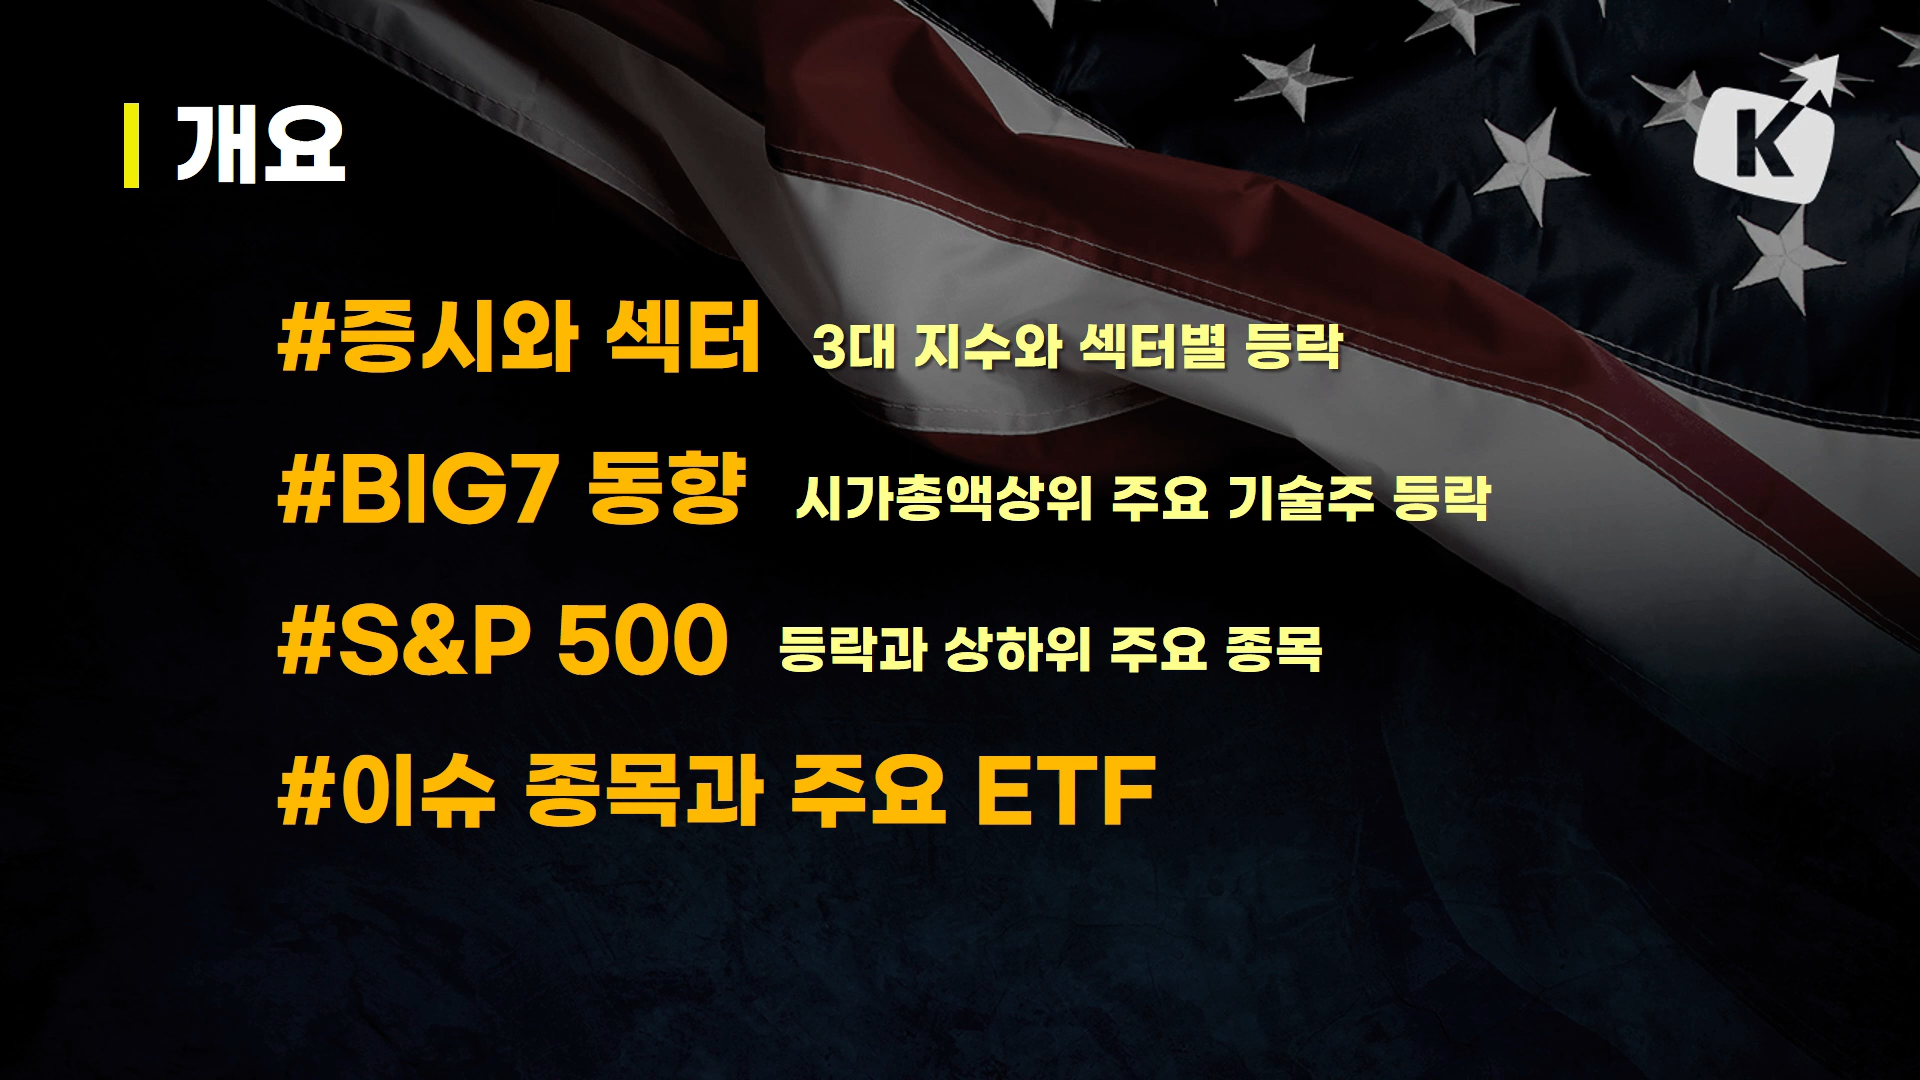 개요
K
#증시와 섹터 3대 지수와 섹터별 등락
#BIG7 동향 시가총액상위 주요 기술주 등락
#S&P 500 등락과 상하위 주요 종목
#이슈 종목과 주요 ETF